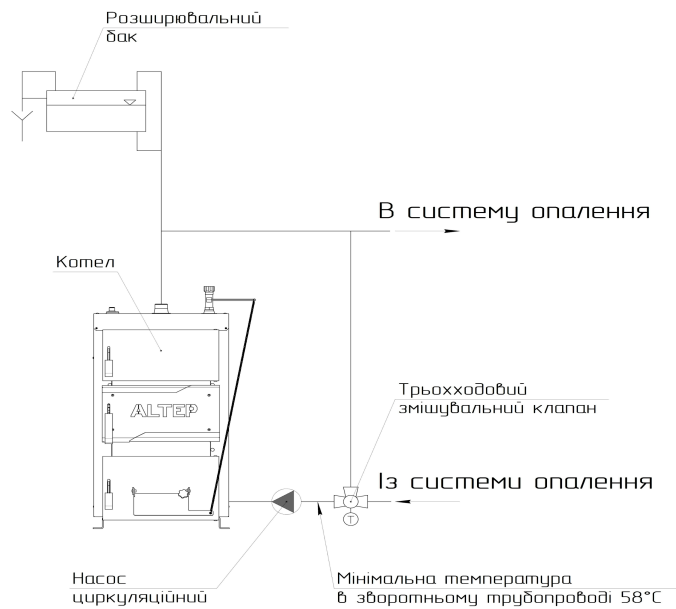 Розширювальний
бак
В систему опалення
Котел
ALTEP
Трьохходовий
змішувальний клапан
Із системи опалення
T
Насос
циркуляційний
Мінімальна температура
в зворотньому трубопроводі 58°С